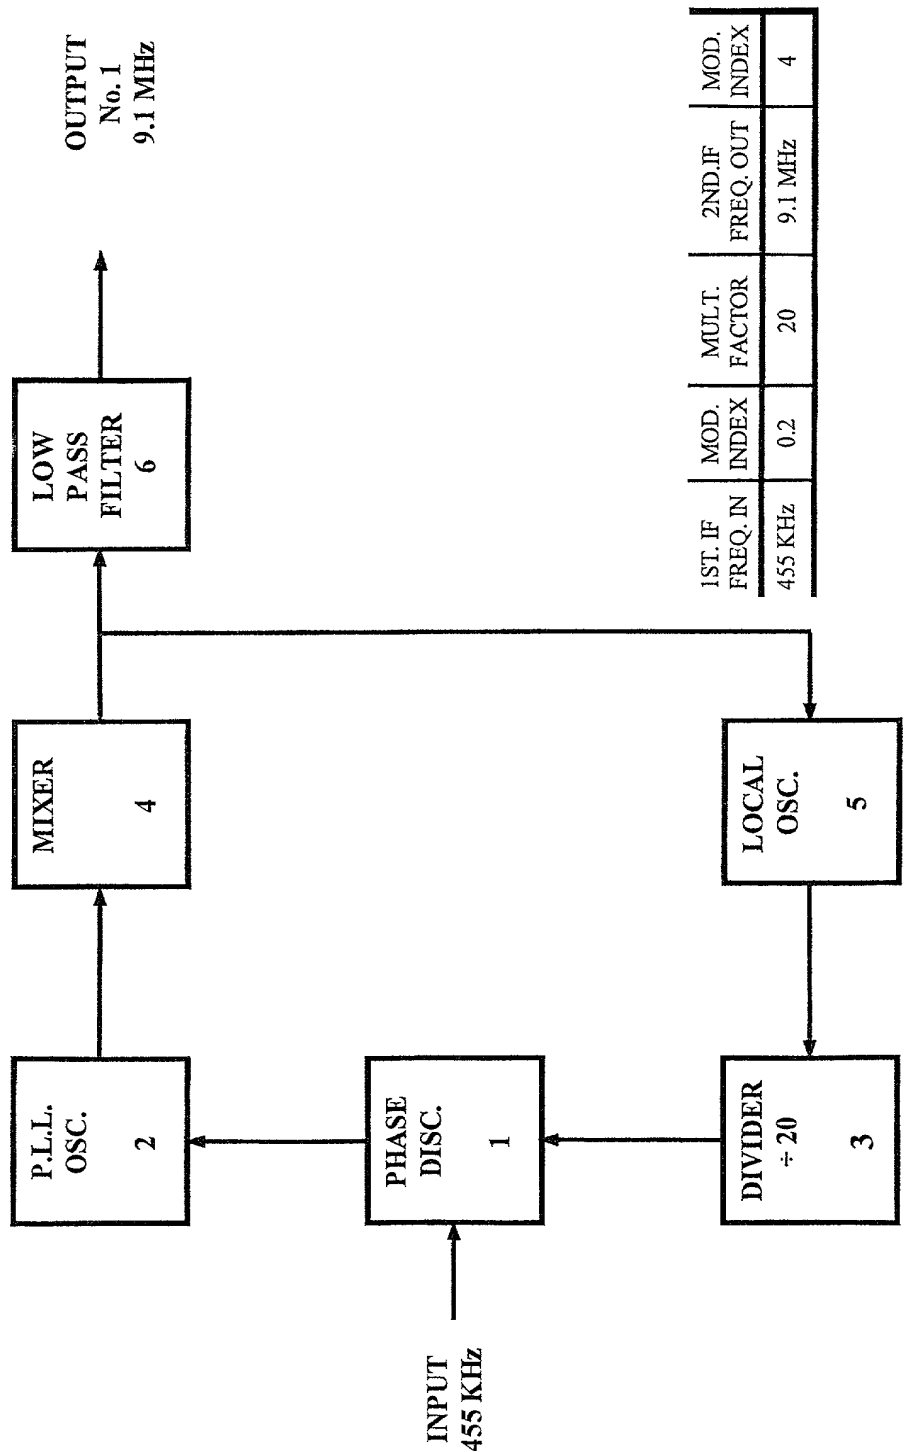 INPUT
455 KHz
P.L.L.
OSC.
2
PHASE
DISC.
1
DIVIDER
÷ 20
3
MIXER
4
LOCAL
OSC.
5
LOW
PASS
FILTER
6
OUTPUT
No. 1
9.1 MHz
1ST. IF
FREQ. IN
MOD.
INDEX
MULT.
FACTOR
2ND.IF
FREQ. OUT
MOD.
INDEX
455 KHz
0.2
20
9.1 MHz
4